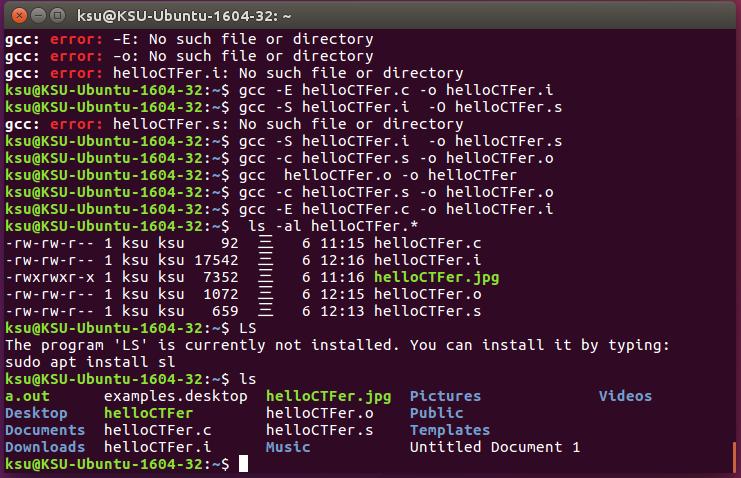 ksu@KSU-Ubuntu-1604-32: ~
gcc: error: –E: No such file or directory
gcc: error: –o: No such file or directory
gcc: error: helloCTFer.i: No such file or directory
ksu@KSU-Ubuntu-1604-32:~$ gcc -E helloCTFer.c -o helloCTFer.i
ksu@KSU-Ubuntu-1604-32:~$ gcc -S helloCTFer.i  -O helloCTFer.s
gcc: error: helloCTFer.s: No such file or directory
ksu@KSU-Ubuntu-1604-32:~$ gcc -S helloCTFer.i  -o helloCTFer.s
ksu@KSU-Ubuntu-1604-32:~$ gcc -c helloCTFer.s -o helloCTFer.o
ksu@KSU-Ubuntu-1604-32:~$ gcc  helloCTFer.o -o helloCTFer
ksu@KSU-Ubuntu-1604-32:~$ gcc -c helloCTFer.s -o helloCTFer.o
ksu@KSU-Ubuntu-1604-32:~$ gcc -E helloCTFer.c -o helloCTFer.i
ksu@KSU-Ubuntu-1604-32:~$  ls -al helloCTFer.*
-rw-rw-r-- 1 ksu ksu    92  三   6 11:15 helloCTFer.c
-rw-rw-r-- 1 ksu ksu 17542  三   6 12:16 helloCTFer.i
-rwxrwxr-x 1 ksu ksu  7352  三   6 11:16 helloCTFer.jpg
-rw-rw-r-- 1 ksu ksu  1072  三   6 12:15 helloCTFer.o
-rw-rw-r-- 1 ksu ksu   659  三   6 12:13 helloCTFer.s
ksu@KSU-Ubuntu-1604-32:~$ LS
The program 'LS' is currently not installed. You can install it by typing:
sudo apt install sl
ksu@KSU-Ubuntu-1604-32:~$ ls
a.out      examples.desktop  helloCTFer.jpg  Pictures             Videos
Desktop    helloCTFer        helloCTFer.o    Public
Documents  helloCTFer.c      helloCTFer.s    Templates
Downloads  helloCTFer.i      Music           Untitled Document 1
ksu@KSU-Ubuntu-1604-32:~$